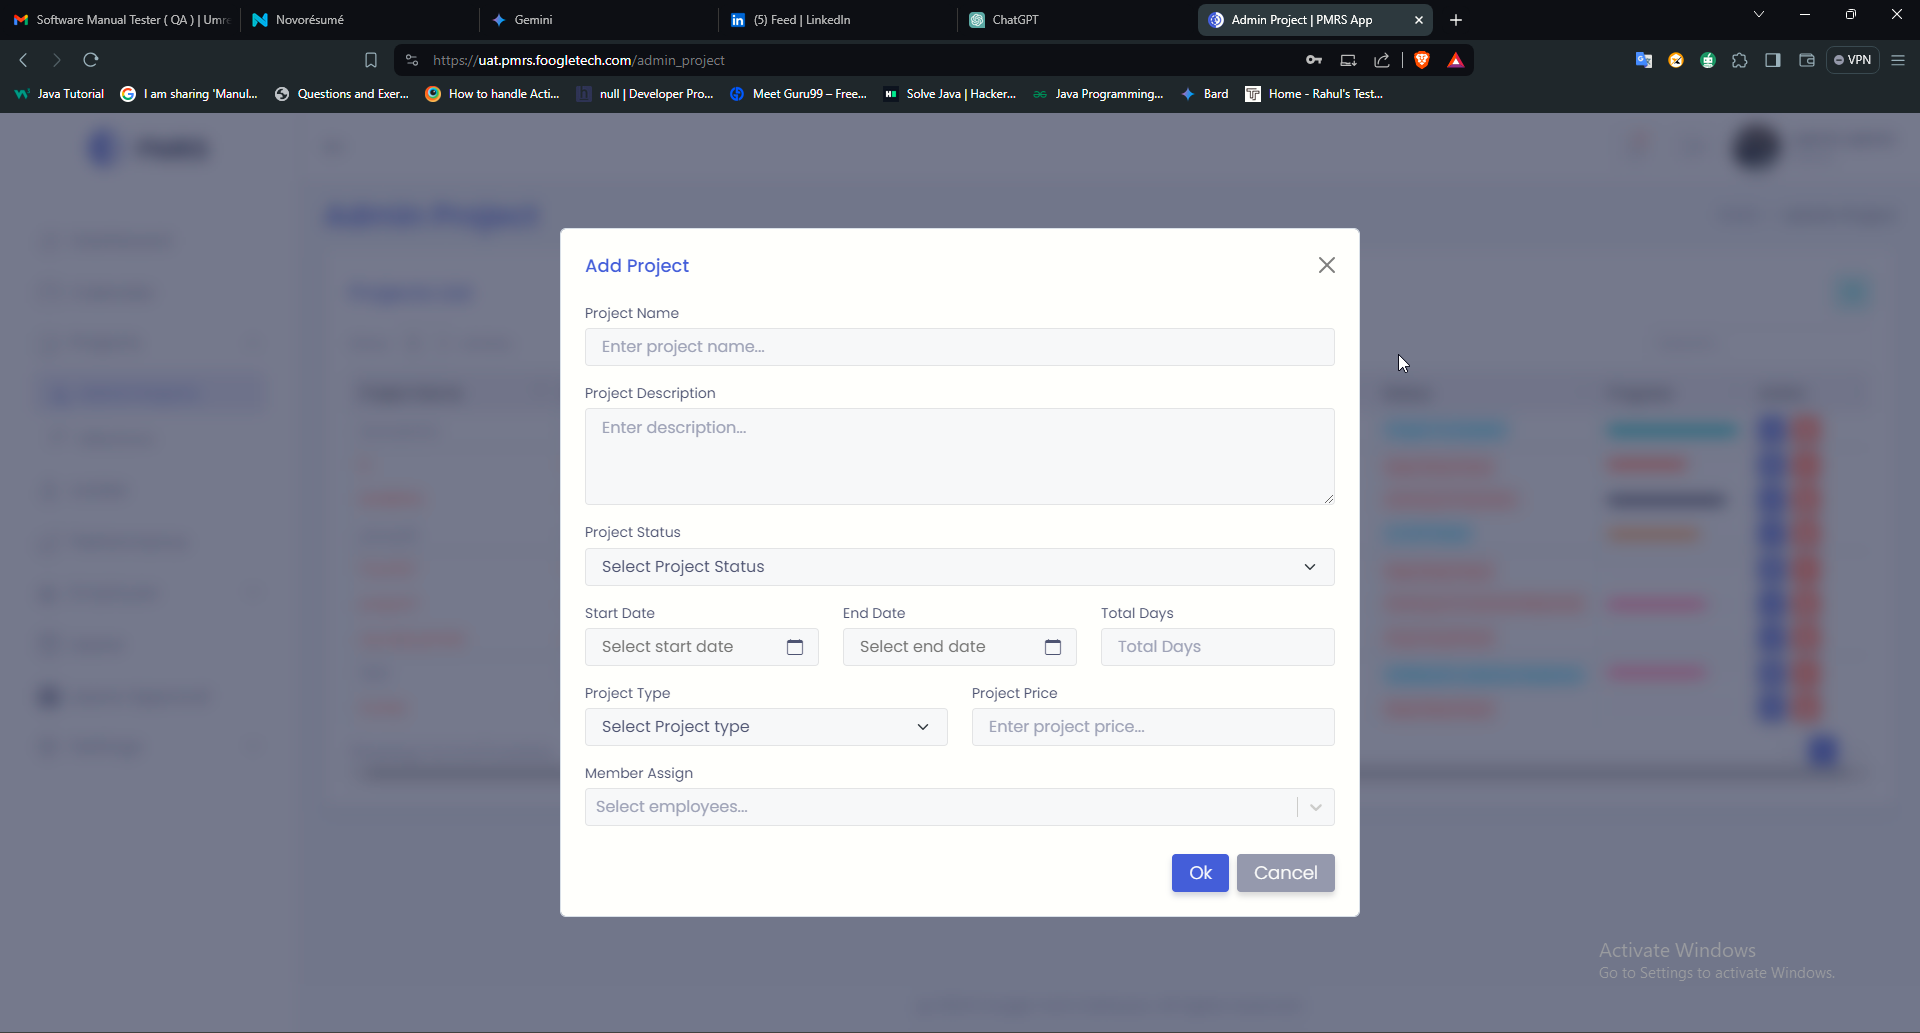 Software Manual Tester ( QA ) | Umre
Novorésumé
Gemini
(5) Feed | LinkedIn
ChatGPT
Admin Project | PMRS App
https://uat.pmrs.foogletech.com/admin_project
VPN
Java Tutorial
I am sharing 'Manul...
Questions and Exer...
How to handle Acti...
null | Developer Pro...
Meet Guru99 – Free...
Solve Java | Hacker...
Java Programming,...
Bard
Home - Rahul's Test...
PMRS
Admin Project
Add Project
Project Name
Enter project name...
Project Description
Enter description...
Project Status
Select Project Status
Start Date
End Date
Total Days
Select start date
Select end date
Total Days
Project Type
Project Price
Select Project type
Enter project price...
Member Assign
Select employees...
Ok
Cancel
Activate Windows
Go to Settings to activate Windows.